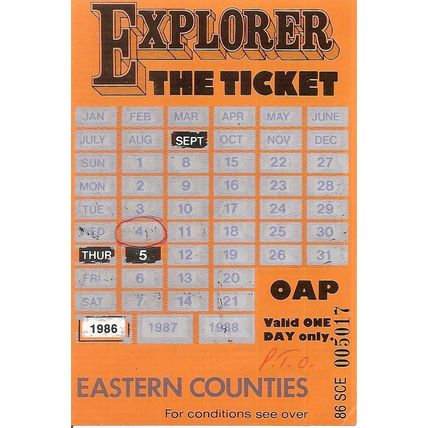 EXPLORER
THE TICKET
JAN FEB MAR APR MAY JUNE
JULY AUG SEPT OCT NOV DEC
SUN 1 8 15 22 27
MON 2 9 16 23 28
TUE 3 10 17 24 29
WED 4 11 18 25 30
THUR 5 12 19 26 31
FRI 6 13 20
SAT 7 14 21
OAP
1986 1987 1988
Valid ONE
DAY only.
P.T.O.
86 SCE 005017
EASTERN COUNTIES
For conditions see over